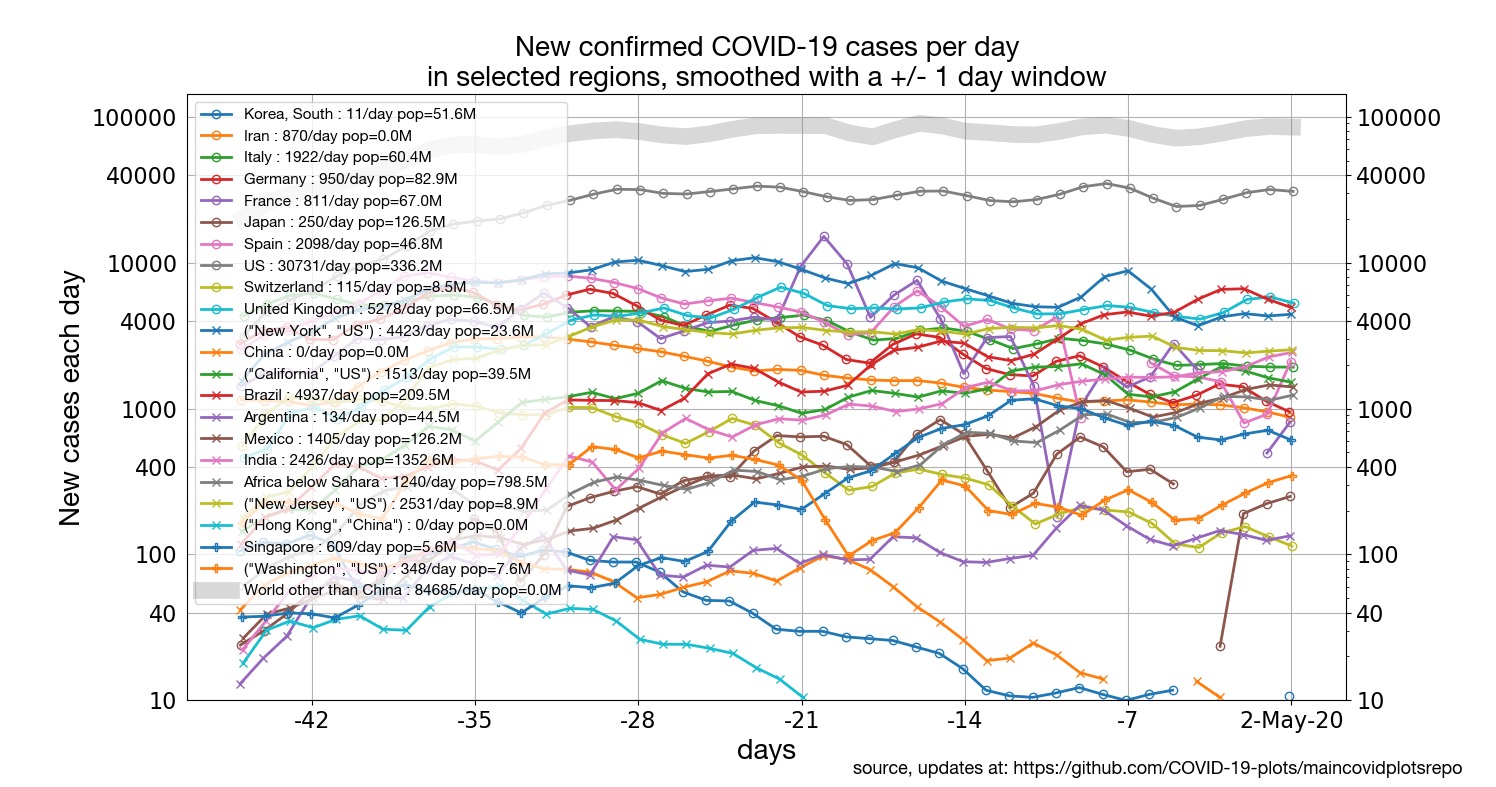 New confirmed COVID-19 cases per day
in selected regions, smoothed with a +/- 1 day window
New cases each day
100000
40000
10000
4000
1000
400
100
40
10
Korea, South : 11/day pop=51.6M
Iran : 870/day pop=0.0M
Italy : 1922/day pop=60.4M
Germany : 950/day pop=82.9M
France : 811/day pop=67.0M
Japan : 250/day pop=126.5M
Spain : 2098/day pop=46.8M
US : 30731/day pop=336.2M
Switzerland : 115/day pop=8.5M
United Kingdom : 5278/day pop=66.5M
("New York", "US") : 4423/day pop=23.6M
China : 0/day pop=0.0M
("California", "US") : 1513/day pop=39.5M
Brazil : 4937/day pop=209.5M
Argentina : 134/day pop=44.5M
Mexico : 1405/day pop=126.2M
India : 2426/day pop=1352.6M
Africa below Sahara : 1240/day pop=798.5M
("New Jersey", "US") : 2531/day pop=8.9M
("Hong Kong", "China") : 0/day pop=0.0M
Singapore : 609/day pop=5.6M
("Washington", "US") : 348/day pop=7.6M
World other than China : 84685/day pop=0.0M
100000
40000
10000
4000
1000
400
100
40
10
-42 -35 -28 -21 -14 -7 2-May-20
days
source, updates at: https://github.com/COVID-19-plots/maincovidplotsrepo